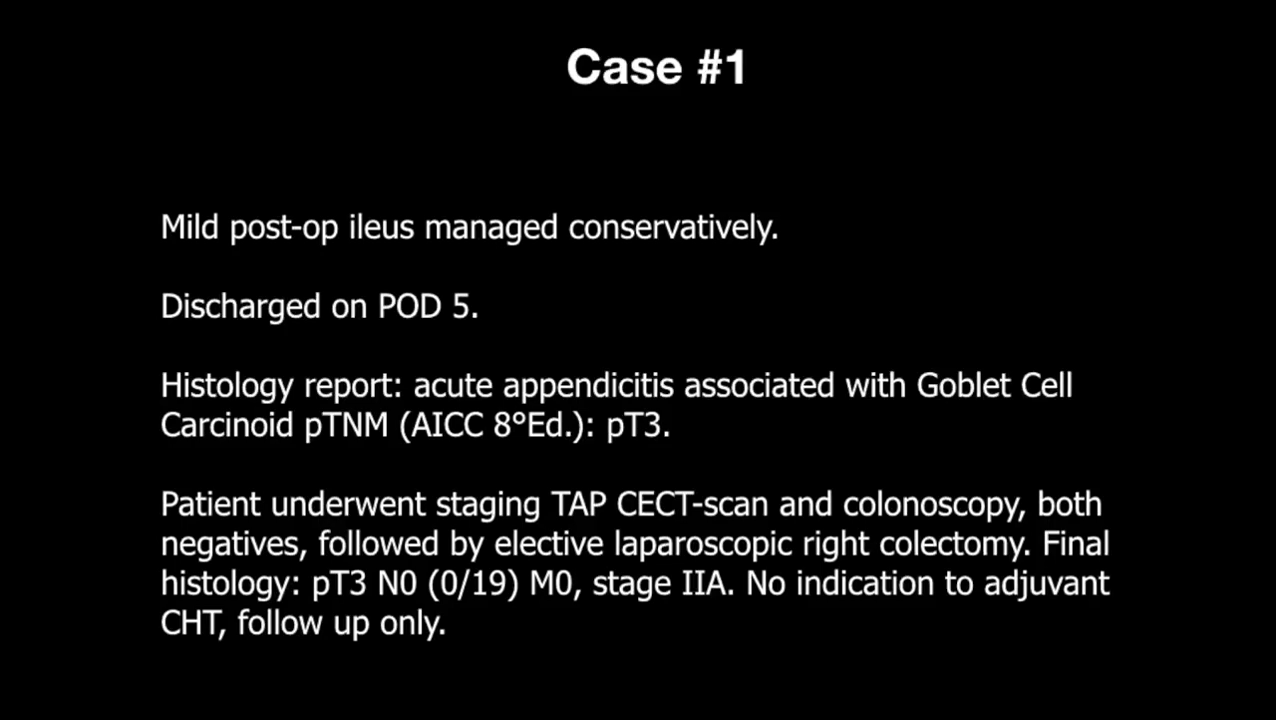 Case #1
Mild post-op ileus managed conservatively.
Discharged on POD 5.
Histology report: acute appendicitis associated with Goblet Cell
Carcinoid pTNM (AICC 8°Ed.): pT3.
Patient underwent staging TAP CECT-scan and colonoscopy, both
negatives, followed by elective laparoscopic right colectomy. Final
histology: pT3 N0 (0/19) M0, stage IIA. No indication to adjuvant
CHT, follow up only.